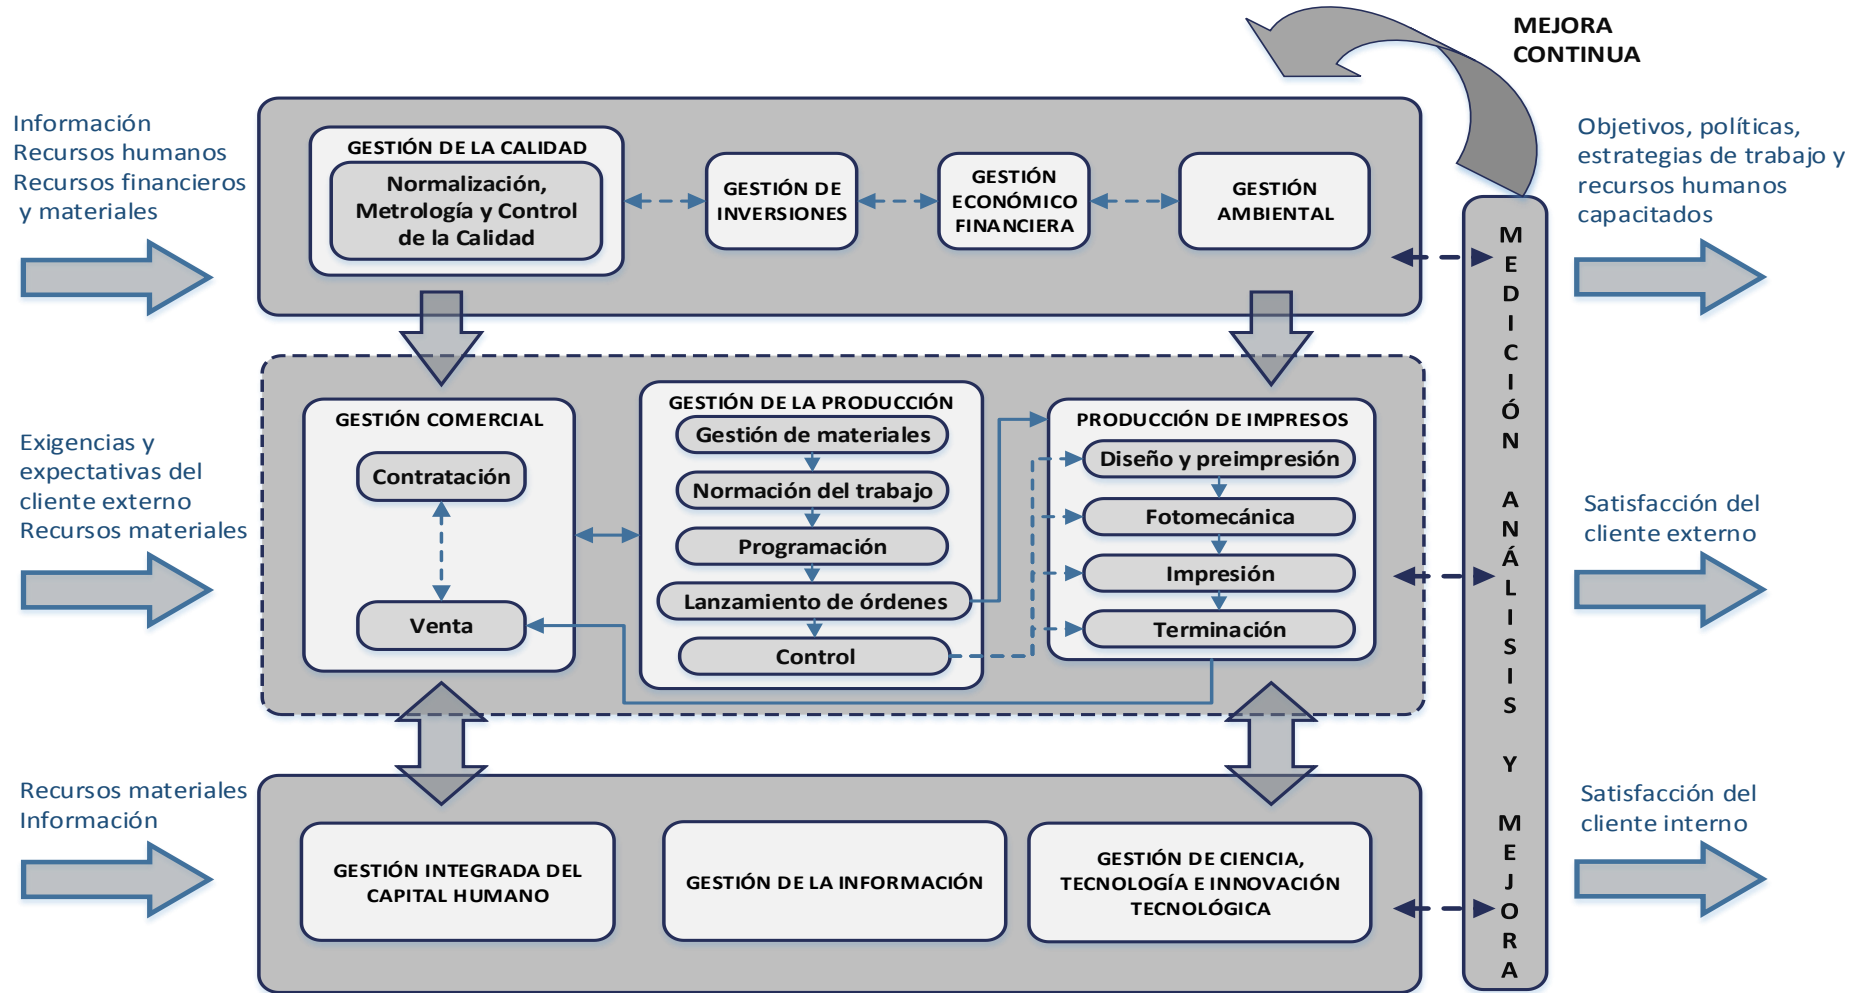 MEJORA
CONTINUA
Información
Recursos humanos
Recursos financieros
y materiales
GESTIÓN DE LA CALIDAD
Normalización,
Metrología y Control
de la Calidad
GESTIÓN DE
INVERSIONES
GESTIÓN
ECONÓMICO
FINANCIERA
GESTIÓN
AMBIENTAL
Objetivos, políticas,
estrategias de trabajo y
recursos humanos
capacitados
Exigencias y
expectativas del
cliente externo
Recursos materiales
GESTIÓN COMERCIAL
Contratación
Venta
GESTIÓN DE LA PRODUCCIÓN
Gestión de materiales
Normación del trabajo
Programación
Lanzamiento de órdenes
Control
PRODUCCIÓN DE IMPRESOS
Diseño y preimpresión
Fotomecánica
Impresión
Terminación
MEDICIÓN ANÁLISIS Y MEJORA
Satisfacción del
cliente externo
Recursos materiales
Información
GESTIÓN INTEGRADA DEL
CAPITAL HUMANO
GESTIÓN DE LA INFORMACIÓN
GESTIÓN DE CIENCIA,
TECNOLOGÍA E INNOVACIÓN
TECNOLÓGICA
Satisfacción del
cliente interno